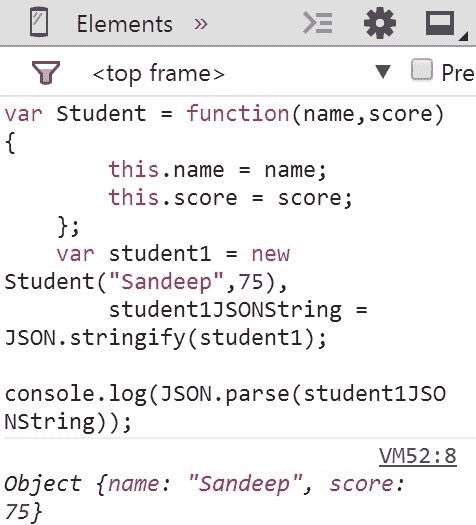 Elements »
<top frame> ▼ Pre
var Student = function(name,score)
{
this.name = name;
this.score = score;
};
var student1 = new
Student("Sandeep",75),
student1JSONString =
JSON.stringify(student1);
console.log(JSON.parse(student1JSO
NString));
VM52:8
Object {name: "Sandeep", score:
75}